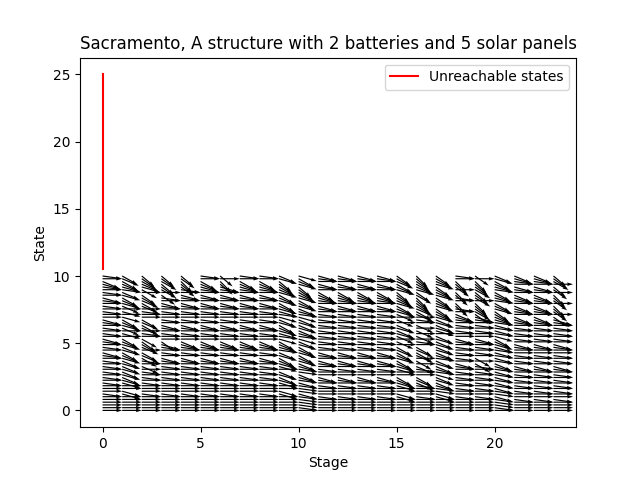 Sacramento, A structure with 2 batteries and 5 solar panels
Unreachable states
25
20
15
10
5
0
State
0
5
10
15
20
Stage